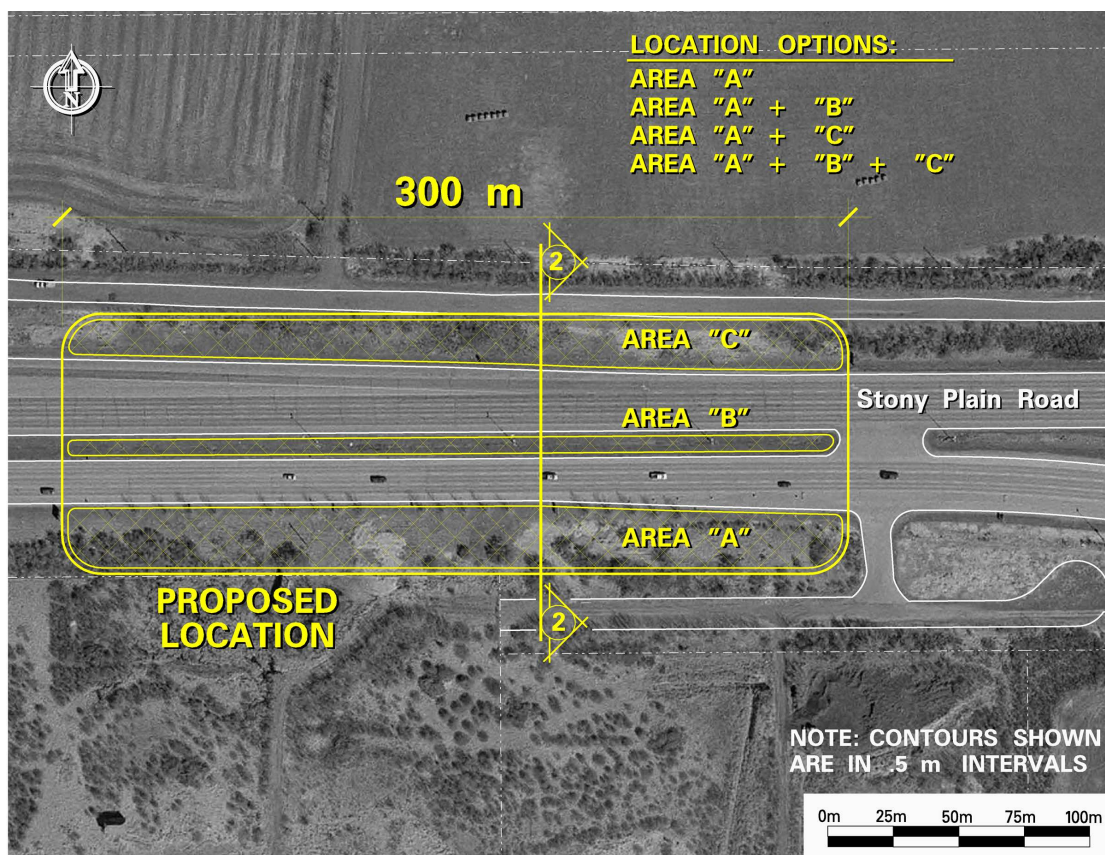 LOCATION OPTIONS:
AREA "A"
AREA "A" + "B"
AREA "A" + "C"
AREA "A" + "B" + "C"
N
300 m
2
AREA "C"
Stony Plain Road
AREA "B"
AREA "A"
PROPOSED
LOCATION
2
NOTE: CONTOURS SHOWN
ARE IN .5 m INTERVALS
0m 25m 50m 75m 100m